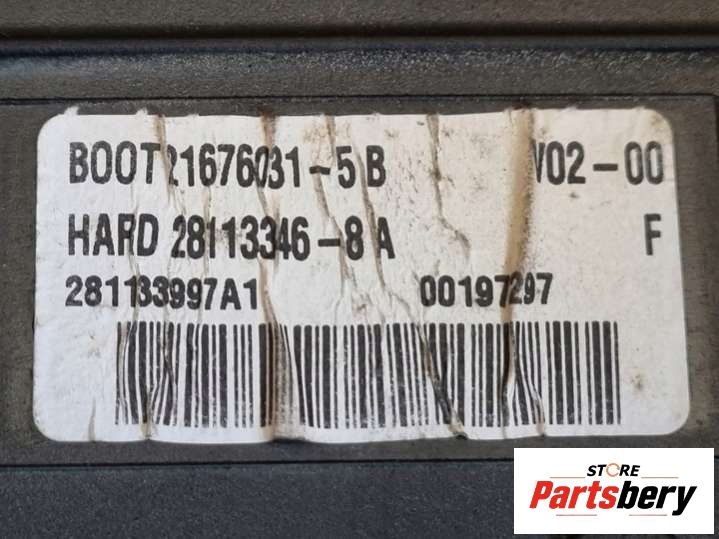 BOOT 21676031-5 B V02-00
HARD 28113346-8 A F
281133997A1 00197297
STORE
Partsbery